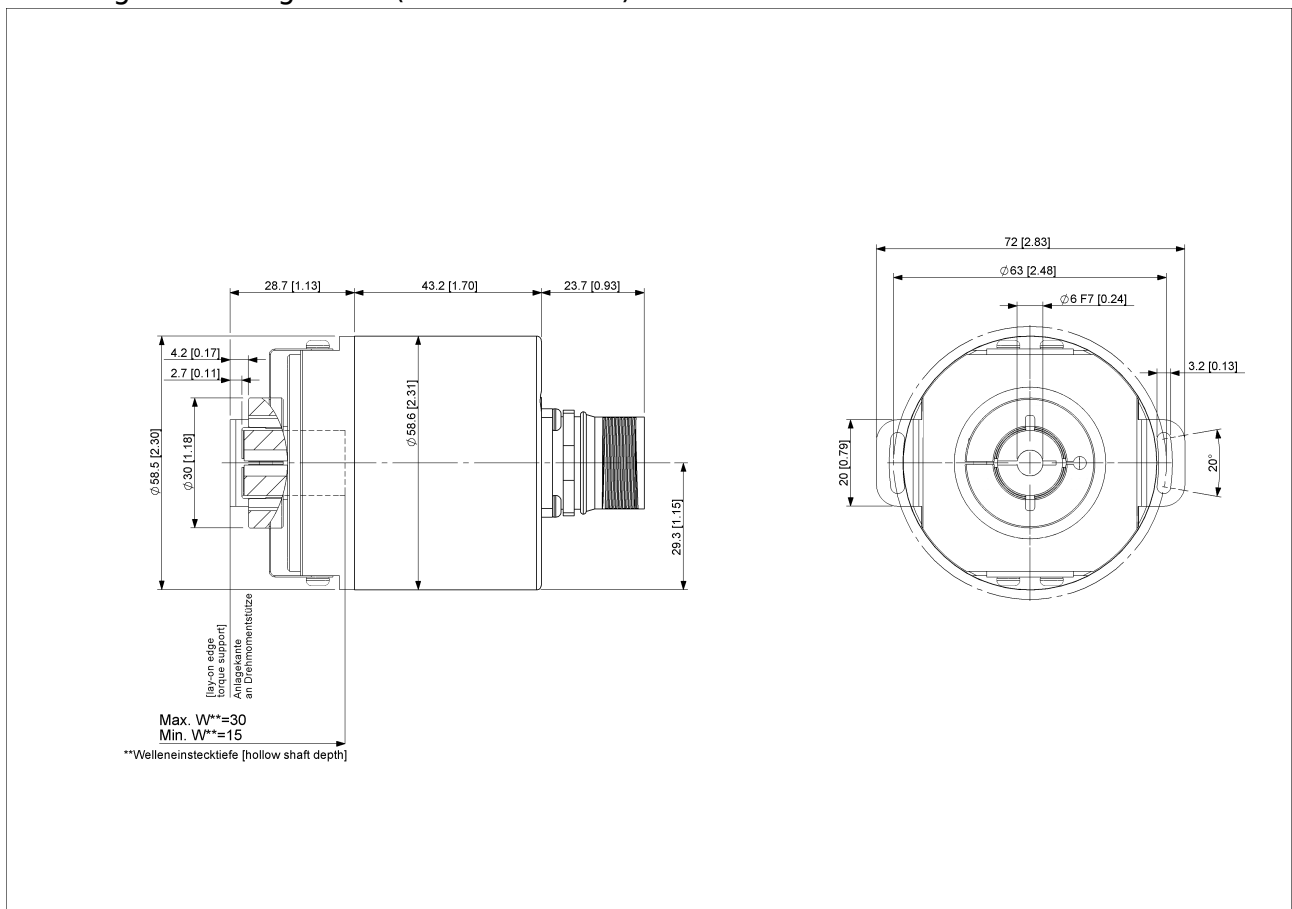 72 [2.83]
28.7 [1.13]
43.2 [1.70]
23.7 [0.93]
∅63 [2.48]
∅6 F7 [0.24]
4.2 [0.17]
2.7 [0.11]
3.2 [0.13]
∅58.5 [2.30]
∅30 [1.18]
∅58.6 [2.31]
29.3 [1.15]
20 [0.79]
20°
[lay-on edge
torque support]
Anlagekante
an Drehmomentstütze
Max. W**=30
Min. W**=15
**Welleneinstecktiefe [hollow shaft depth]